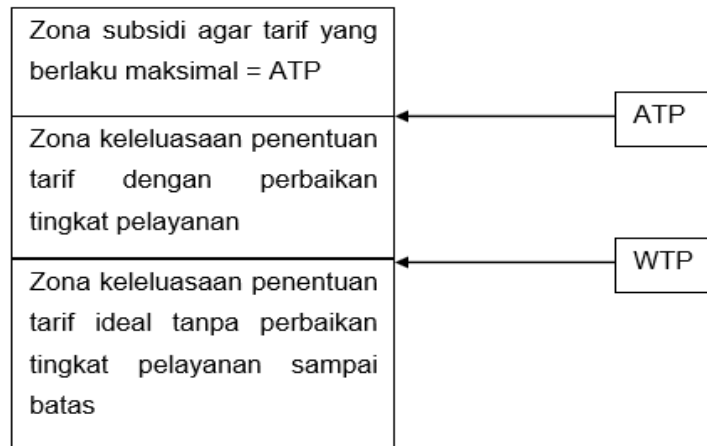 Zona subsidi agar tarif yang
berlaku maksimal = ATP
ATP
Zona keleluasaan penentuan
tarif dengan perbaikan
tingkat pelayanan
WTP
Zona keleluasaan penentuan
tarif ideal tanpa perbaikan
tingkat pelayanan sampai
batas